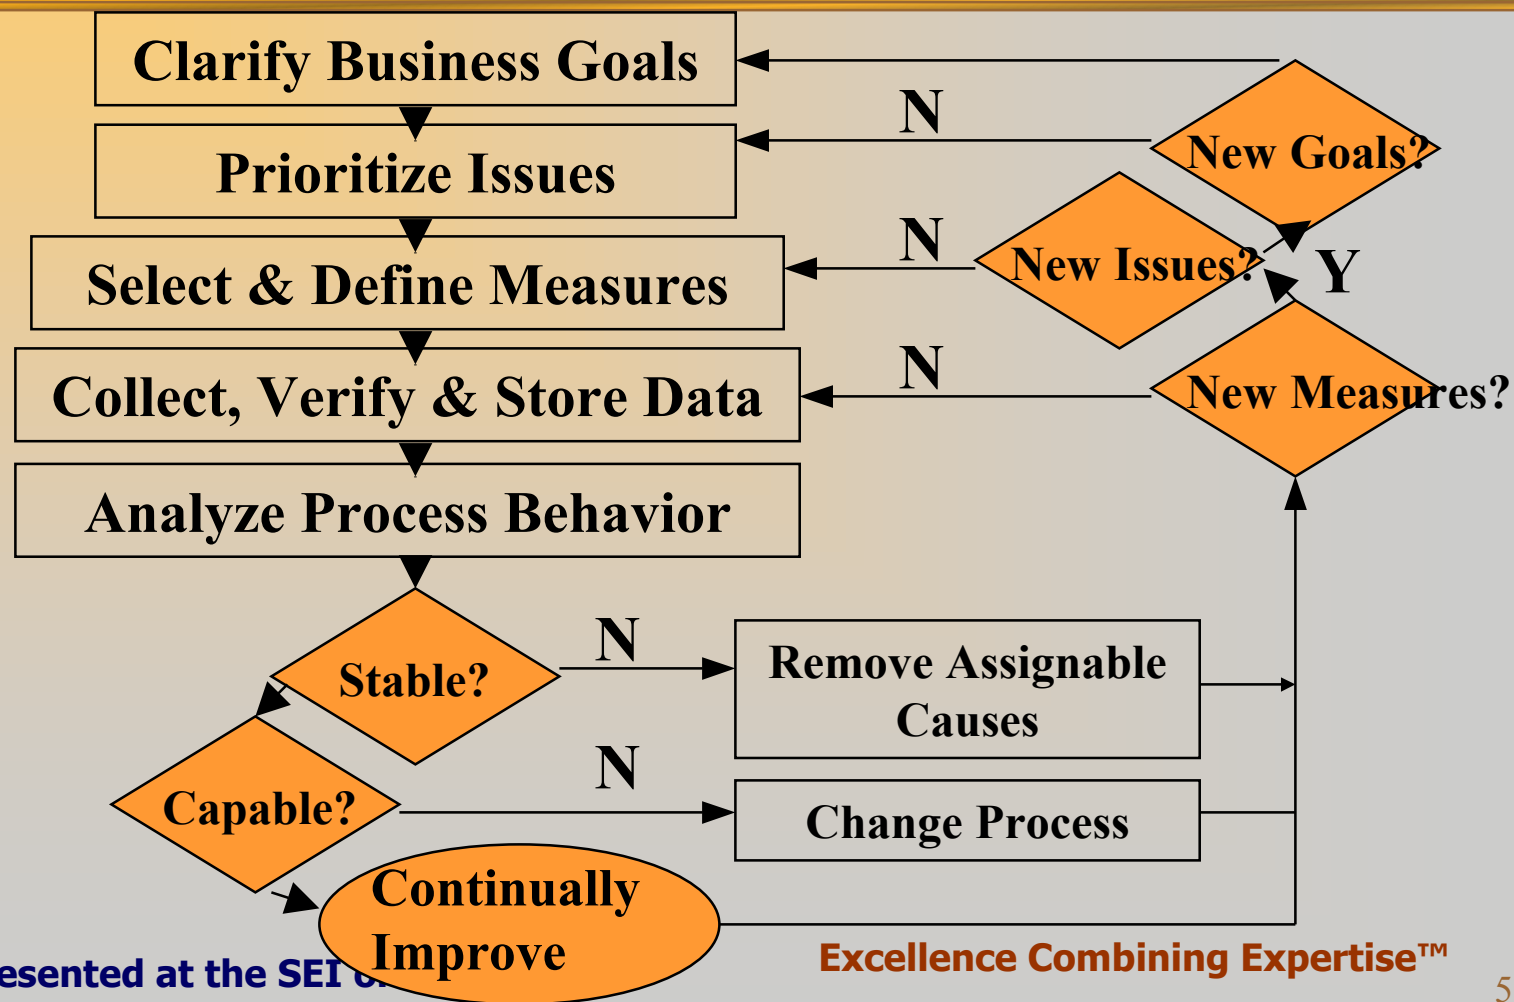 Clarify Business Goals
N
New Goals?
Prioritize Issues
N
New Issues?
Y
Select & Define Measures
N
New Measures?
Collect, Verify & Store Data
Analyze Process Behavior
Stable?
N
Remove Assignable
Causes
Capable?
N
Change Process
Continually
Improve
at the SEI
Excellence Combining Expertise™
5